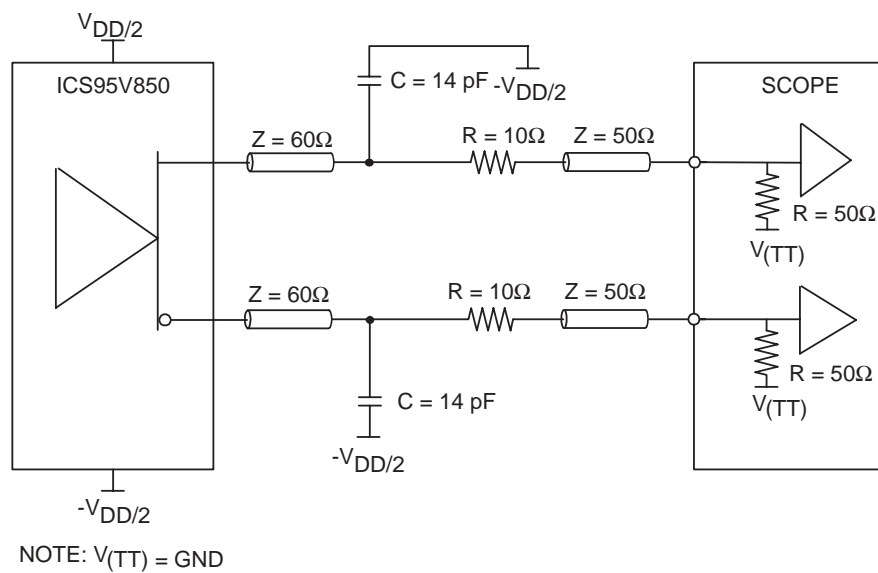 VDD/2
ICS95V850
C = 14 pF
-VDD/2
SCOPE
Z = 60Ω
R = 10Ω
Z = 50Ω
R = 50Ω
V(TT)
Z = 60Ω
R = 10Ω
Z = 50Ω
R = 50Ω
V(TT)
C = 14 pF
-VDD/2
-VDD/2
NOTE: V(TT) = GND